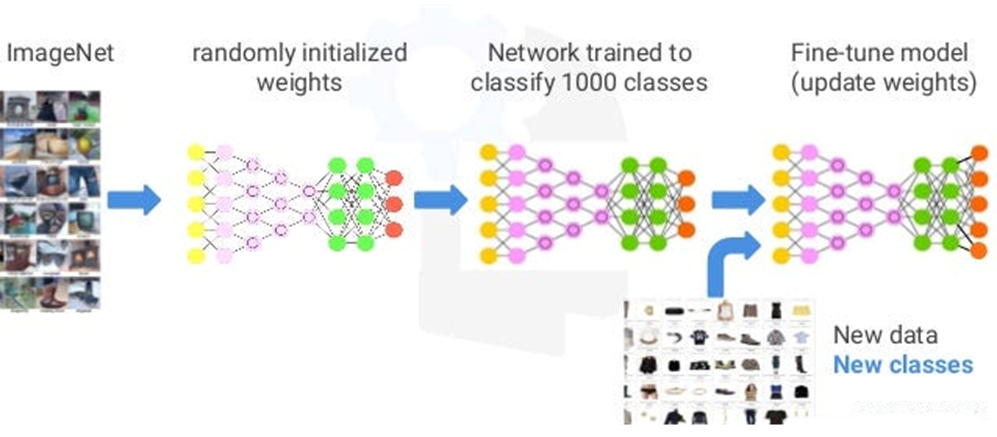 ImageNet
randomly initialized
weights
Network trained to
classify 1000 classes
Fine-tune model
(update weights)
New data
New classes